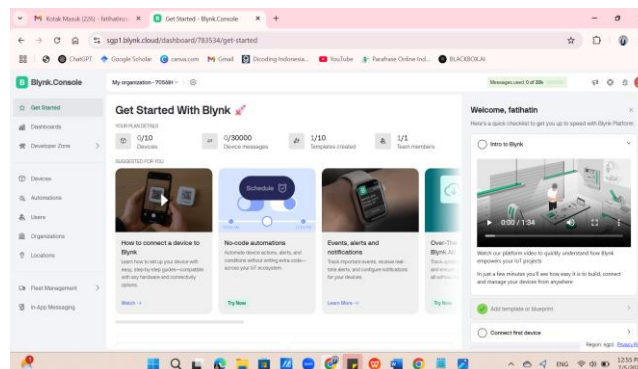 Kotak Masuk (226) - fatihatino
Get Started - Blynk.Console
sgp1.blynk.cloud/dashboard/783534/get-started
ChatGPT
Google Scholar
canva.com
Gmail
Dicoding Indonesia...
YouTube
Parafrase Online Ind...
BLACKBOX.AI
Blynk.Console
My organization - 7056IH
Get Started
Dashboards
Developer Zone
Devices
Automations
Users
Organizations
Locations
Fleet Management
In-App Messaging
Get Started With Blynk
YOUR PLAN DETAILS
0/10
Devices
0/30000
Device messages
1/10
Templates created
1/1
Team members
SUGGESTED FOR YOU
Schedule
How to connect a device to
Blynk
Learn how to set up your device with
easy, step-by-step guides—compatible
with any hardware and connectivity
options.
Watch →
No-code automations
Automate device actions, alerts, and
conditions without writing extra code—
across your IoT ecosystem.
Try Now
Events, alerts and
notifications
Track important events, receive real-
time alerts, and configure notifications
for your devices.
Learn More →
Over-The
Blynk Air
Try Now
Messages used: 0 of 30k
Welcome, fatihatin
Here's a quick checklist to get you up to speed with Blynk Platform
Intro to Blynk
0:00 / 1:34
Watch our platform video to quickly understand how Blynk
empowers your IoT projects
In just a few minutes you'll see how easy it is to build, connect
and manage your devices from anywhere.
Add template or blueprint
Connect first device
Region: sgp1
ENG
12:55 P